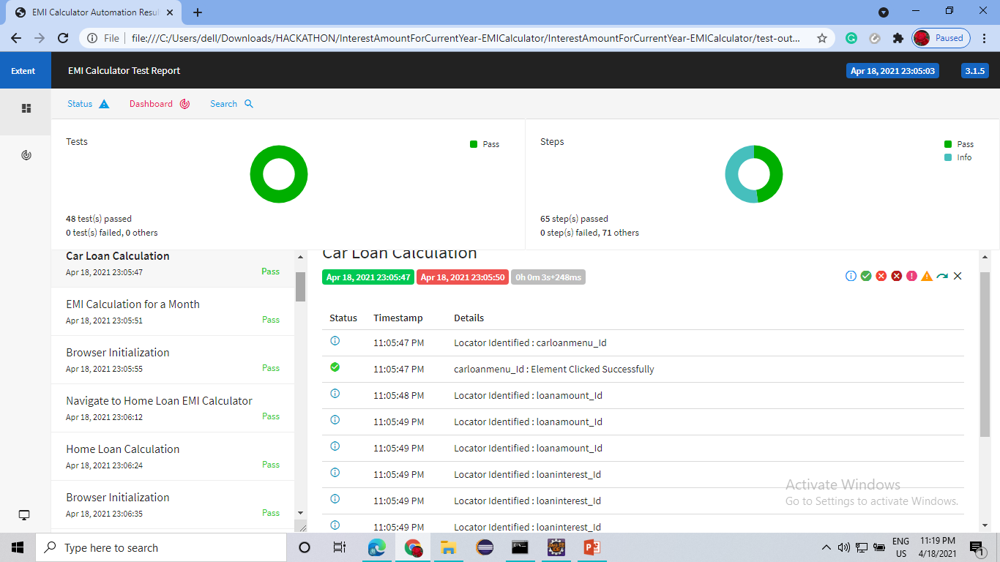 EMI Calculator Automation Resul
File
file:///C:/Users/dell/Downloads/HACKATHON/InterestAmountForCurrentYear-EMICalculator/InterestAmountForCurrentYear-EMICalculator/test-out...
Paused
Extent
EMI Calculator Test Report
Apr 18, 2021 23:05:03
3.1.5
Status
Dashboard
Search
Tests
Pass
48 test(s) passed
0 test(s) failed, 0 others
Steps
Pass
Info
65 step(s) passed
0 step(s) failed, 71 others
Car Loan Calculation
Apr 18, 2021 23:05:47
Pass
EMI Calculation for a Month
Apr 18, 2021 23:05:51
Pass
Browser Initialization
Apr 18, 2021 23:05:55
Pass
Navigate to Home Loan EMI Calculator
Apr 18, 2021 23:06:12
Pass
Home Loan Calculation
Apr 18, 2021 23:06:24
Pass
Browser Initialization
Apr 18, 2021 23:06:35
Pass
Car Loan Calculation
Apr 18, 2021 23:05:47 Apr 18, 2021 23:05:50 0h 0m 3s+248ms
Status Timestamp Details
11:05:47 PM Locator Identified : carloanmenu_Id
11:05:47 PM carloanmenu_Id : Element Clicked Successfully
11:05:48 PM Locator Identified : loanamount_Id
11:05:49 PM Locator Identified : loanamount_Id
11:05:49 PM Locator Identified : loanamount_Id
11:05:49 PM Locator Identified : loaninterest_Id
11:05:49 PM Locator Identified : loaninterest_Id
11:05:49 PM Locator Identified : loaninterest_Id
Activate Windows
Go to Settings to activate Windows.
Type here to search
JAVA EE
IDE
ENG
US
11:19 PM
4/18/2021
1